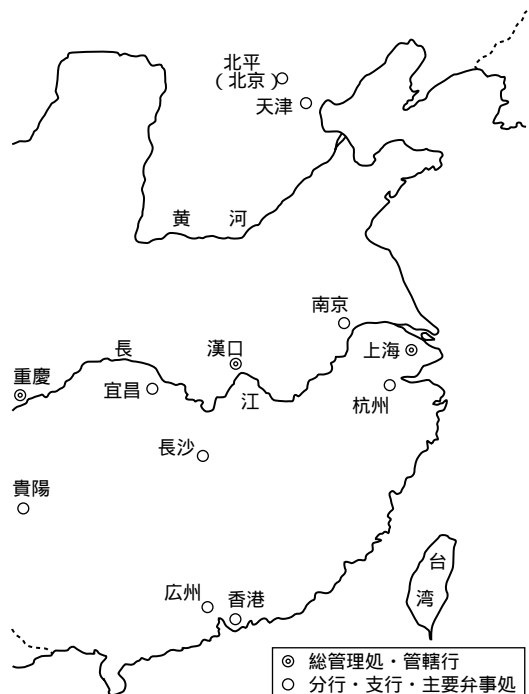 北平
(北京)
天津
黄河
南京
長江
漢口
上海
重慶
宜昌
杭州
長沙
貴陽
台湾
広州
香港
◎ 総管理処・管轄行
○ 分行・支行・主要弁事処